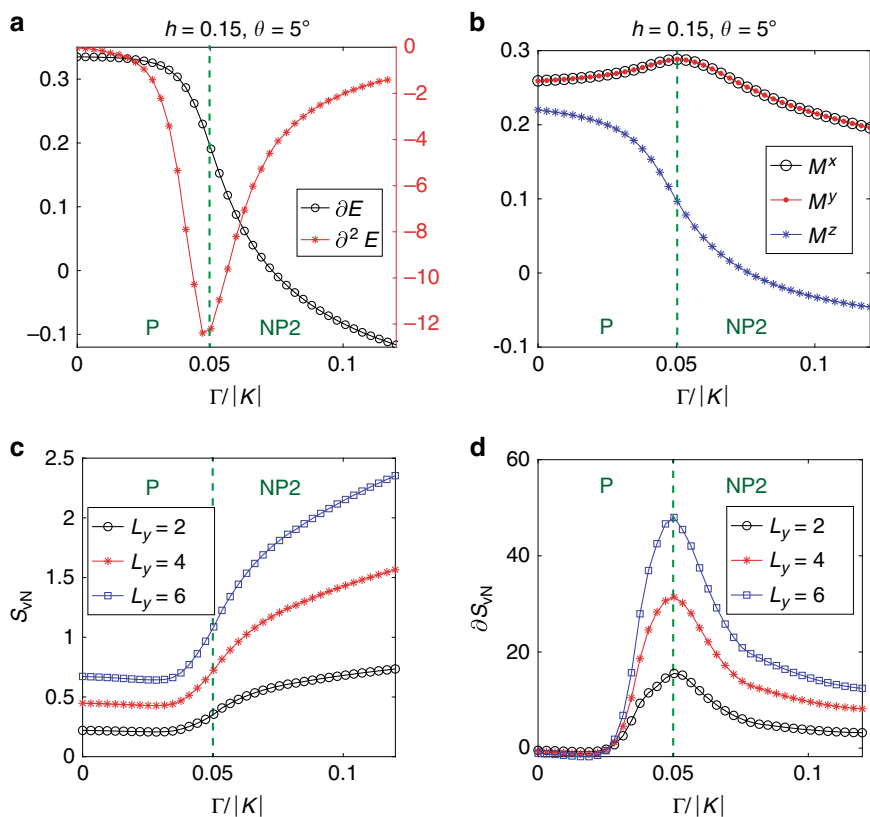 a
h = 0.15, θ = 5°
0.3
0.2
0.1
0
−0.1
0
−2
−4
−6
−8
−10
−12
∂E
∂² E
P
NP2
0
0.05
0.1
Γ/|K|
b
h = 0.15, θ = 5°
0.3
0.2
0.1
0
-0.1
Mˣ
Mʸ
Mᶻ
P
NP2
0
0.05
0.1
Γ/|K|
c
2.5
2
1.5
1
0.5
0
S_vN
P
NP2
L_y = 2
L_y = 4
L_y = 6
0
0.05
0.1
Γ/|K|
d
60
40
20
0
∂S_vN
P
NP2
L_y = 2
L_y = 4
L_y = 6
0
0.05
0.1
Γ/|K|